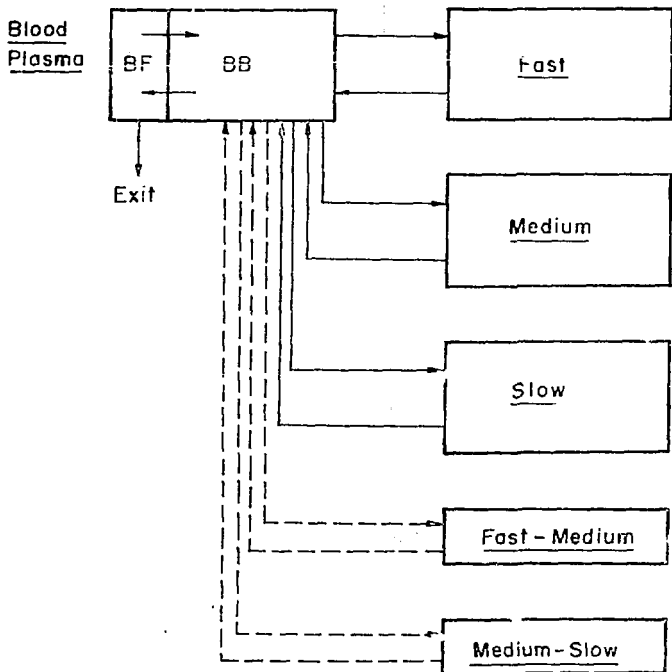 Blood
Plasma
BF
BB
Fast
Exit
Medium
Slow
Fast-Medium
Medium-Slow